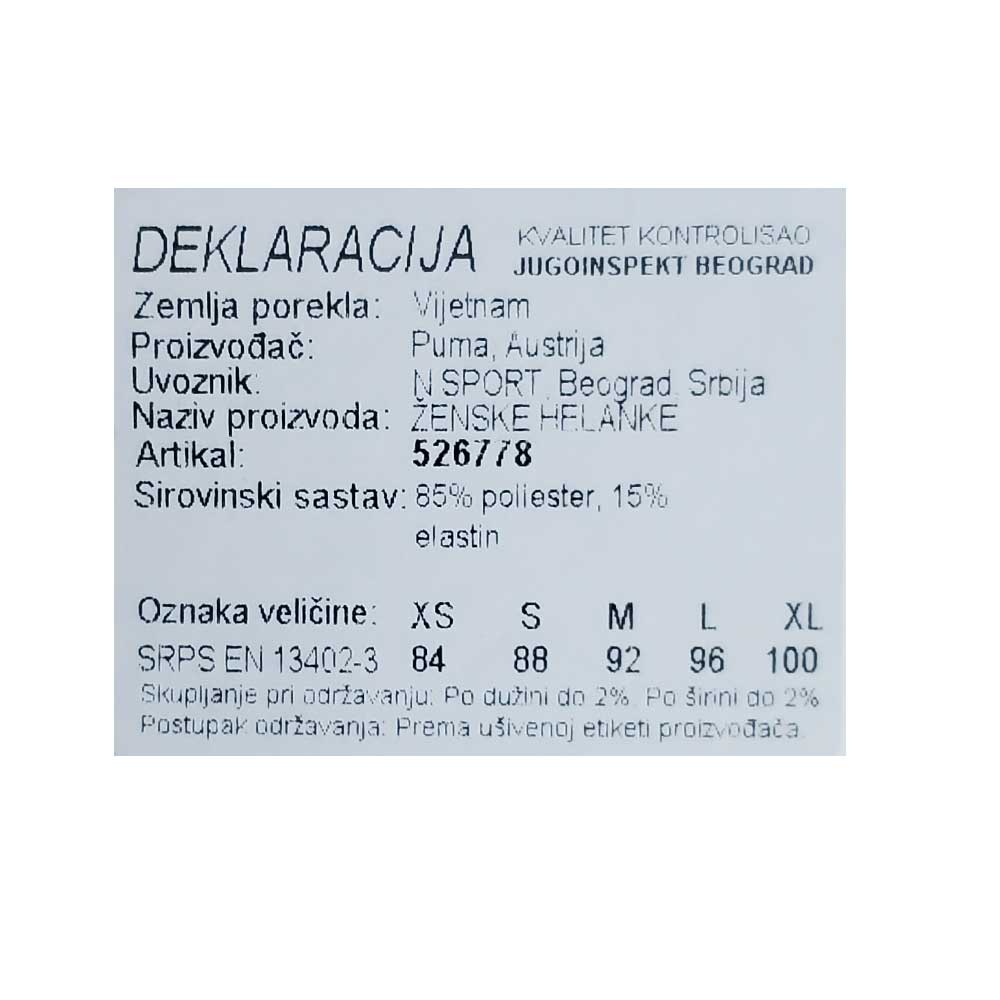 DEKLARACIJA
KVALITET KONTROLISAO
JUGOINSPEKT BEOGRAD
Zemlja porekla: Vijetnam
Proizvođač: Puma, Austrija
Uvoznik: N SPORT, Beograd, Srbija
Naziv proizvoda: ŽENSKE HELANKE
Artikal: 526778
Sirovinski sastav: 85% poliester, 15%
elastin
Oznaka veličine: XS S M L XL
SRPS EN 13402-3 84 88 92 96 100
Skupljanje pri održavanju: Po dužini do 2% Po širini do 2%
Postupak održavanja: Prema ušivenoj etiketi proizvođača.